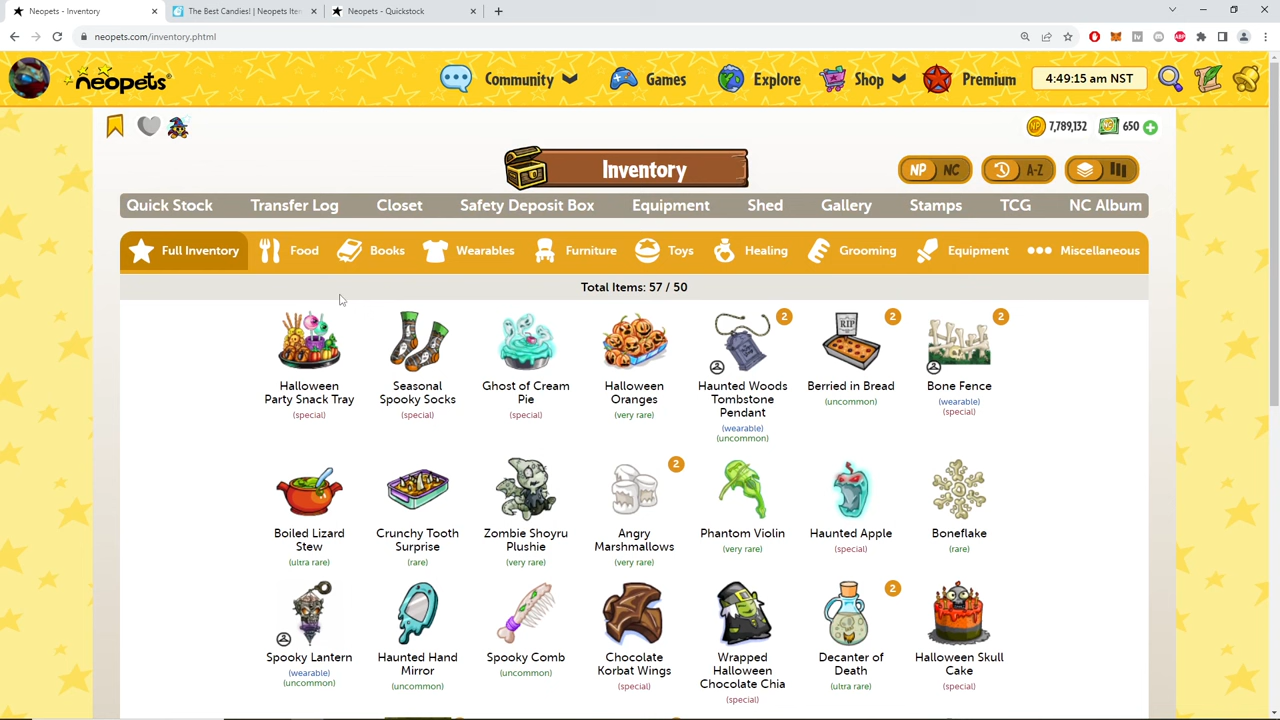 Neopets - Inventory
The Best Candies! | Neopets Ite
Neopets - Quickstock
neopets.com/inventory.phtml
neopets
Community
Games
Explore
Shop
Premium
4:49:15 am NST
NP 7,789,132
NC 650
Inventory
NP NC
A-Z
Quick Stock
Transfer Log
Closet
Safety Deposit Box
Equipment
Shed
Gallery
Stamps
TCG
NC Album
Full Inventory
Food
Books
Wearables
Furniture
Toys
Healing
Grooming
Equipment
Miscellaneous
Total Items: 57 / 50
Halloween
Party Snack Tray
(special)
Seasonal
Spooky Socks
(special)
Ghost of Cream
Pie
(special)
Halloween
Oranges
(very rare)
2
Haunted Woods
Tombstone
Pendant
(wearable)
(uncommon)
RIP
2
Berried in Bread
(uncommon)
2
Bone Fence
(wearable)
(special)
Boiled Lizard
Stew
(ultra rare)
Crunchy Tooth
Surprise
(rare)
Zombie Shoyru
Plushie
(very rare)
2
Angry
Marshmallows
(very rare)
Phantom Violin
(very rare)
Haunted Apple
(special)
Boneflake
(rare)
Spooky Lantern
(wearable)
(uncommon)
Haunted Hand
Mirror
(uncommon)
Spooky Comb
(uncommon)
Chocolate
Korbat Wings
(special)
Wrapped
Halloween
Chocolate Chia
(special)
2
Decanter of
Death
(ultra rare)
Halloween Skull
Cake
(special)